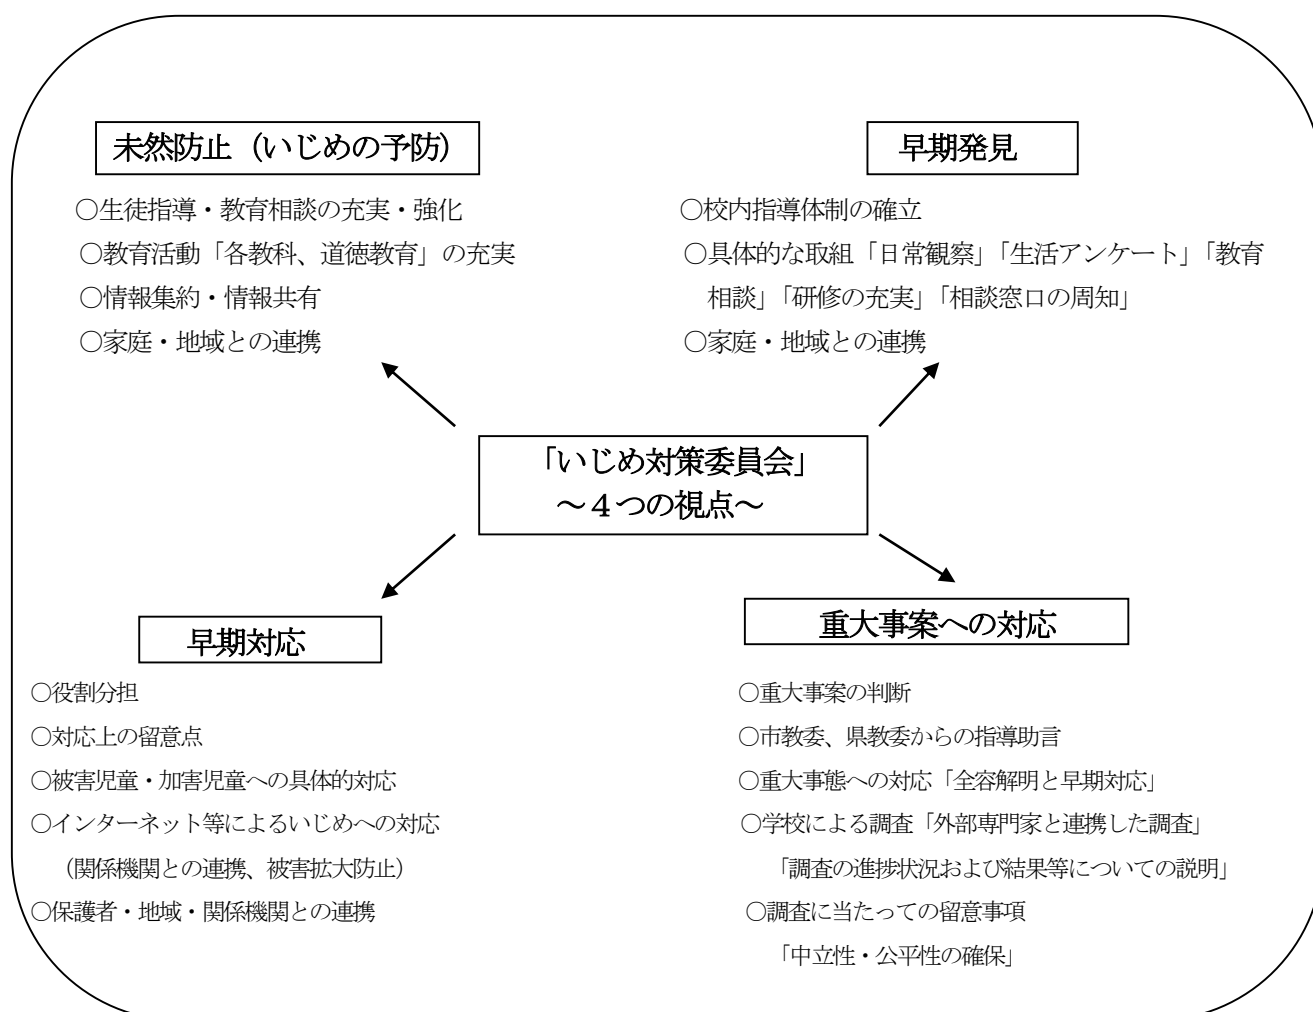 未然防止（いじめの予防）
○生徒指導・教育相談の充実・強化
○教育活動「各教科、道徳教育」の充実
○情報集約・情報共有
○家庭・地域との連携
早期発見
○校内指導体制の確立
○具体的な取組「日常観察」「生活アンケート」「教育
相談」「研修の充実」「相談窓口の周知」
○家庭・地域との連携
「いじめ対策委員会」
～４つの視点～
早期対応
○役割分担
○対応上の留意点
○被害児童・加害児童への具体的対応
○インターネット等によるいじめへの対応
（関係機関との連携、被害拡大防止）
○保護者・地域・関係機関との連携
重大事案への対応
○重大事案の判断
○市教委、県教委からの指導助言
○重大事態への対応「全容解明と早期対応」
○学校による調査「外部専門家と連携した調査」
「調査の進捗状況および結果等についての説明」
○調査に当たっての留意事項
「中立性・公平性の確保」